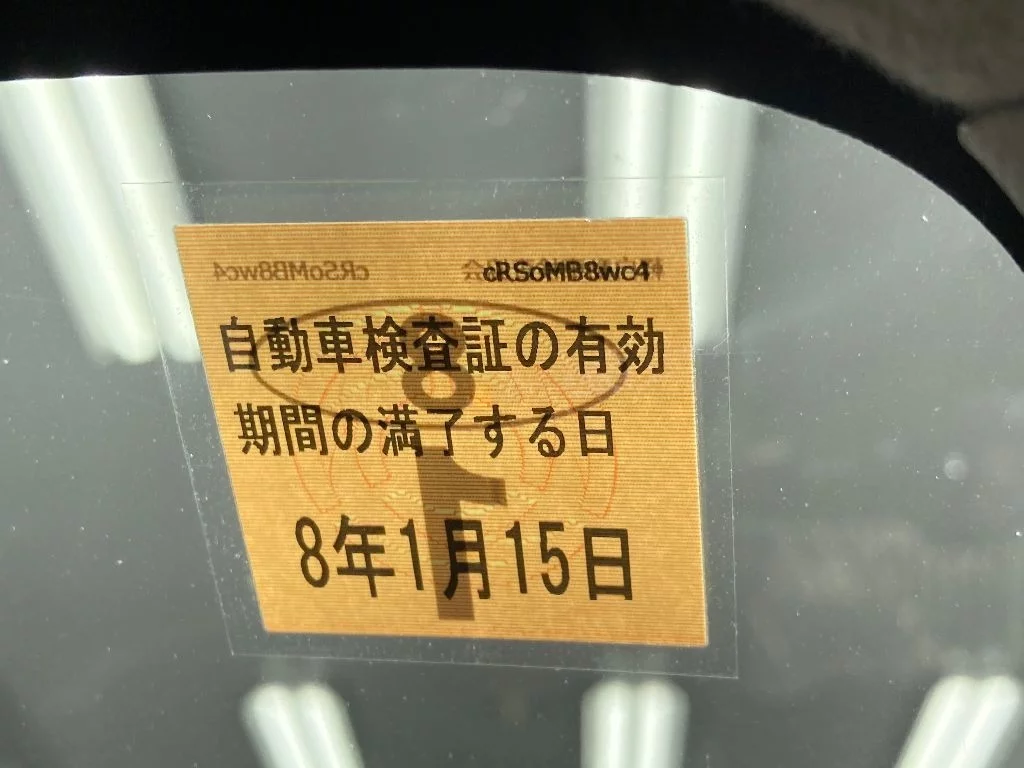 cRSoMB8wc4
自動車検査証の有効
期間の満了する日
8年1月15日